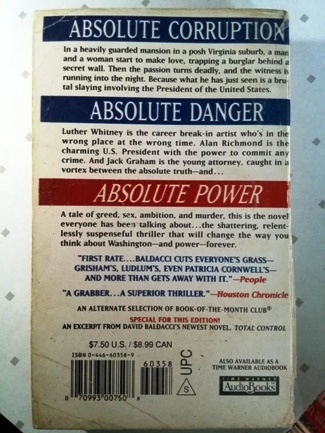 ABSOLUTE CORRUPTION
In a heavily guarded mansion in a posh Virginia suburb, a man
and a woman start to make love, trapping a burglar behind a
secret wall. Then the passion turns deadly, and the witness is
running into the night. Because what he has just seen is a bru-
tal slaying involving the President of the United States.
ABSOLUTE DANGER
Luther Whitney is the career break-in artist who's in the
wrong place at the wrong time. Alan Richmond is the
charming U.S. President with the power to commit any
crime. And Jack Graham is the young attorney, caught in a
vortex between the absolute truth—and...
ABSOLUTE POWER
A tale of greed, sex, ambition, and murder, this is the novel
everyone has been talking about...the shattering, relent-
lessly suspenseful thriller that will change the way you
think about Washington—and power—forever.
"FIRST RATE....BALDACCI CUTS EVERYONE'S GRASS—
GRISHAM'S, LUDLUM'S, EVEN PATRICIA CORNWELL'S—
AND MORE THAN GETS AWAY WITH IT."—People
"A GRABBER...A SUPERIOR THRILLER."—Houston Chronicle
AN ALTERNATE SELECTION OF BOOK-OF-THE-MONTH CLUB®
SPECIAL FOR THIS EDITION!
AN EXCERPT FROM DAVID BALDACCI'S NEWEST NOVEL, TOTAL CONTROL
$7.50 U.S. / $8.99 CAN
ISBN 0-446-60358-9
60358
0 70993 00750
UPC
S
ALSO AVAILABLE AS A
TIME WARNER AUDIOBOOK
TIME WARNER
AudioBooks